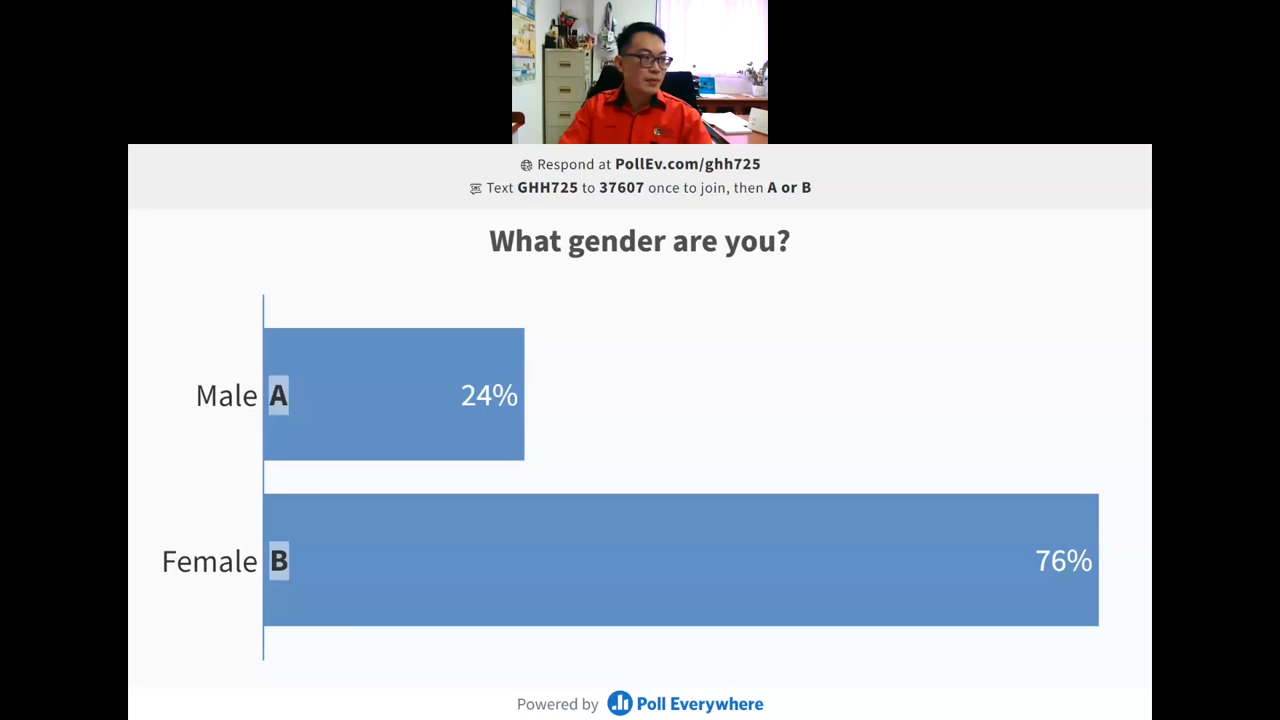 Respond at PollEv.com/ghh725
Text GHH725 to 37607 once to join, then A or B
What gender are you?
Male A 24%
Female B 76%
Powered by Poll Everywhere